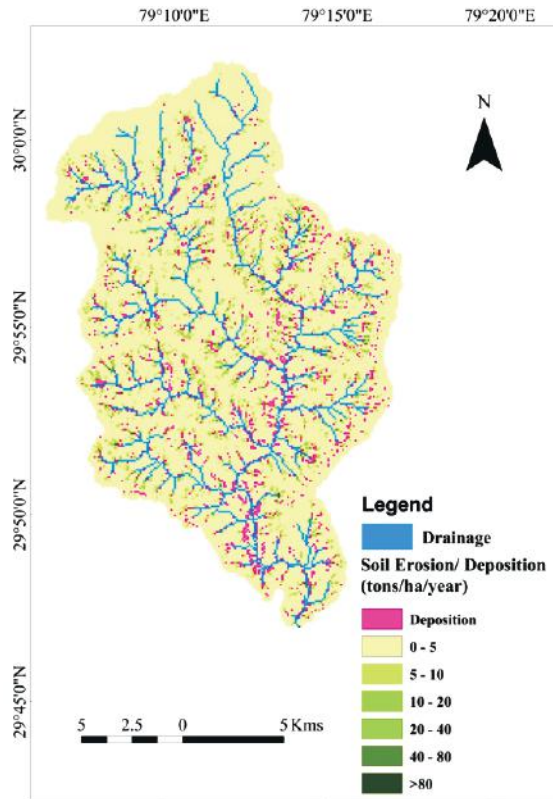 79°10'0"E 79°15'0"E 79°20'0"E
30°0'0"N
29°55'0"N
29°50'0"N
29°45'0"N
N
Legend
Drainage
Soil Erosion/ Deposition
(tons/ha/year)
Deposition
0 - 5
5 - 10
10 - 20
20 - 40
40 - 80
>80
5 2.5 0 5 Kms